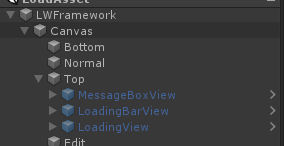 LoadAsset
LWFramework
Canvas
Bottom
Normal
Top
MessageBoxView
LoadingBarView
LoadingView
Edit